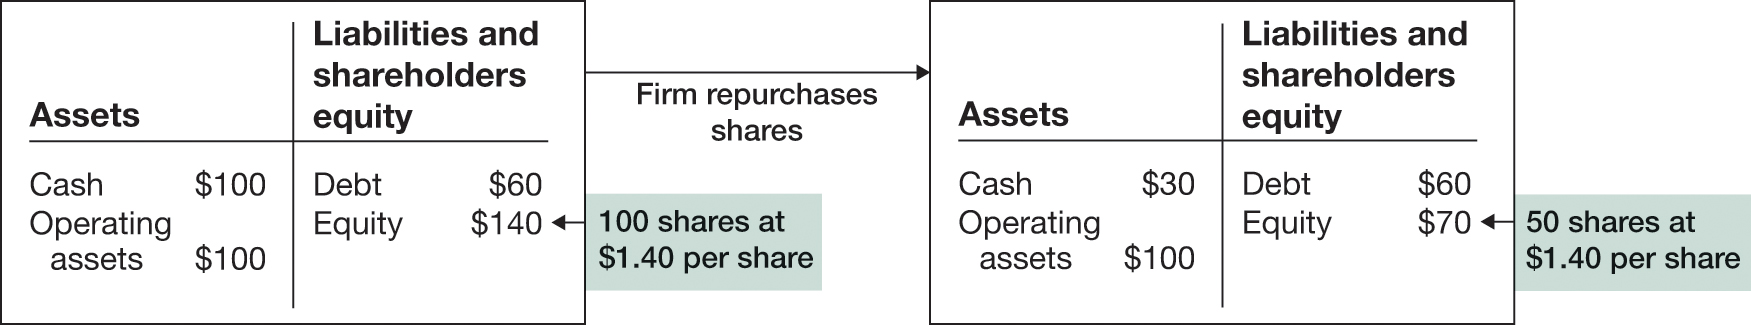 Assets
Liabilities and
shareholders
equity
Cash $100
Operating
assets $100
Debt $60
Equity $140
100 shares at
$1.40 per share
Firm repurchases
shares
Assets
Liabilities and
shareholders
equity
Cash $30
Operating
assets $100
Debt $60
Equity $70
50 shares at
$1.40 per share